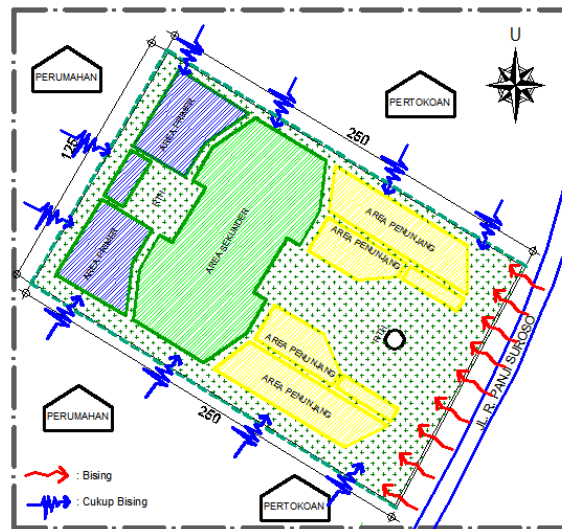 U
PERUMAHAN
PERTOKOAN
250
125
AREA PRIMER
RTH
AREA SEKUNDER
AREA PENUNJANG
AREA PENUNJANG
AREA PRIMER
RTH
JL. R. PANJI SUROSO
AREA PENUNJANG
AREA PENUNJANG
250
PERUMAHAN
PERTOKOAN
: Bising
: Cukup Bising